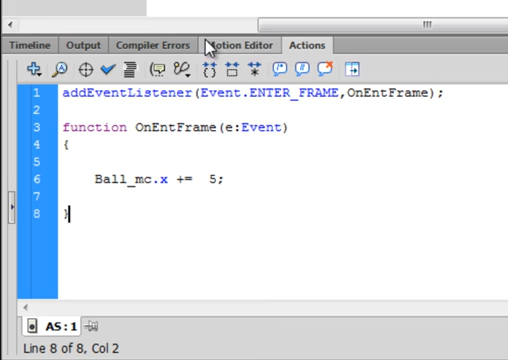 Timeline Output Compiler Errors Motion Editor Actions
1 addEventListener(Event.ENTER_FRAME,OnEntFrame);
2
3 function OnEntFrame(e:Event)
4 {
5
6 Ball_mc.x += 5;
7
8 }
AS:1
Line 8 of 8, Col 2